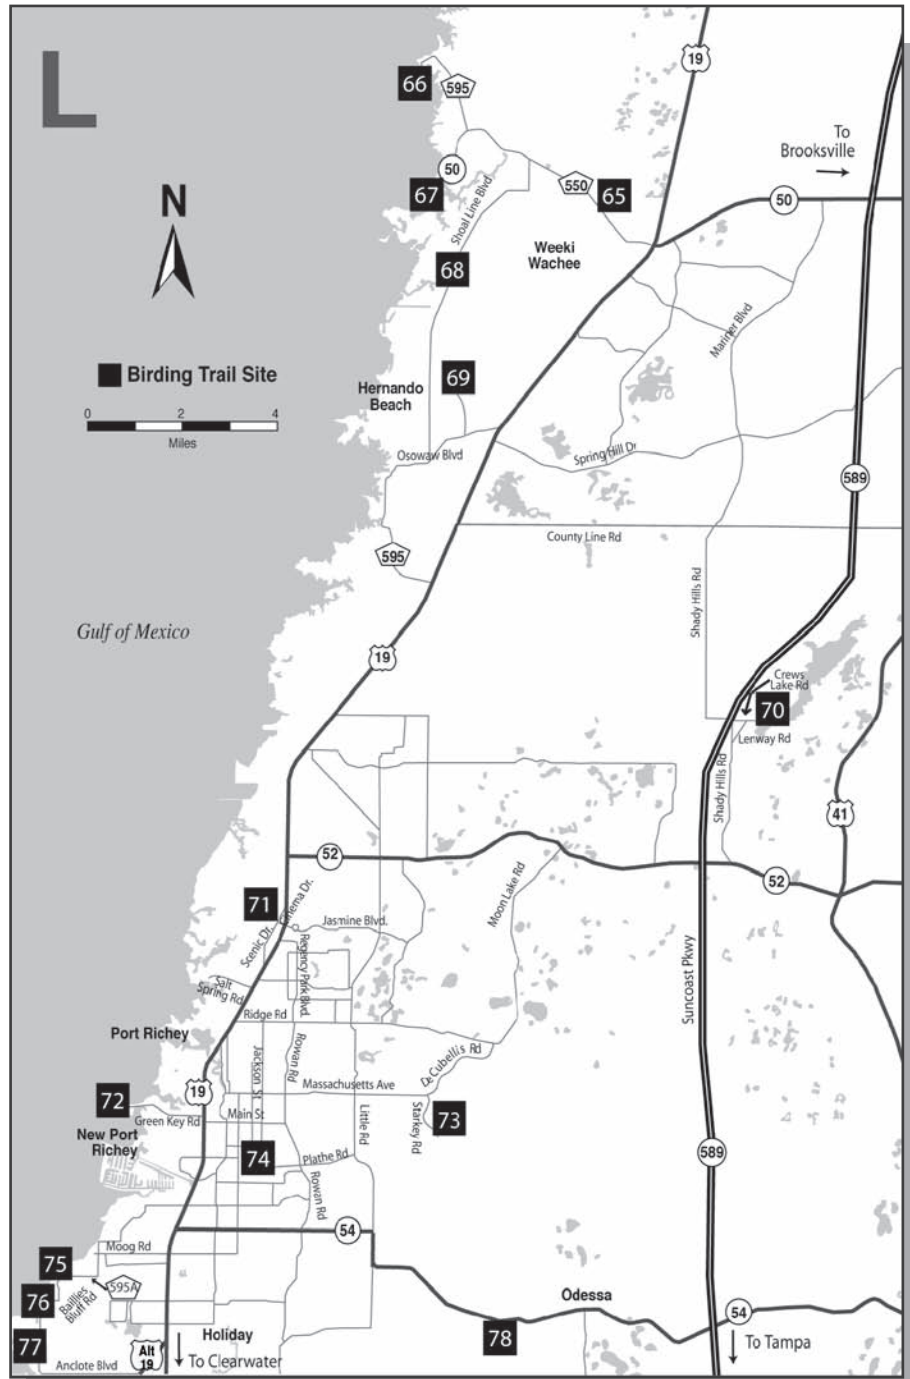 L
19
66
595
To
Brooksville
50
67
550
65
50
N
Shoal Line Blvd.
Weeki
Wachee
68
Mariner Blvd
Birding Trail Site
69
Hernando
Beach
0 2 4
Miles
Osowaw Blvd
Spring Hill Dr
589
County Line Rd
595
Shady Hills Rd
Gulf of Mexico
19
Crews
Lake Rd
70
Lenway Rd
Shady Hills Rd
41
52
52
Moon Lake Rd
71
Cinema Dr.
Jasmine Blvd.
Scenic Dr.
Regency Park Blvd.
Suncoast Pkwy
Salt
Spring Rd
Ridge Rd
Port Richey
Rowan Rd
Jackson St
De Cubellis Rd
Massachusetts Ave
19
72
Main St
Little Rd
Starkey Rd
73
Green Key Rd
New Port
Richey
74
Plathe Rd
589
Rowan Rd
54
Moog Rd
75
595A
Baillies
Bluff Rd
76
Odessa
54
77
Alt
19
Holiday
78
To Tampa
To Clearwater
Anclote Blvd